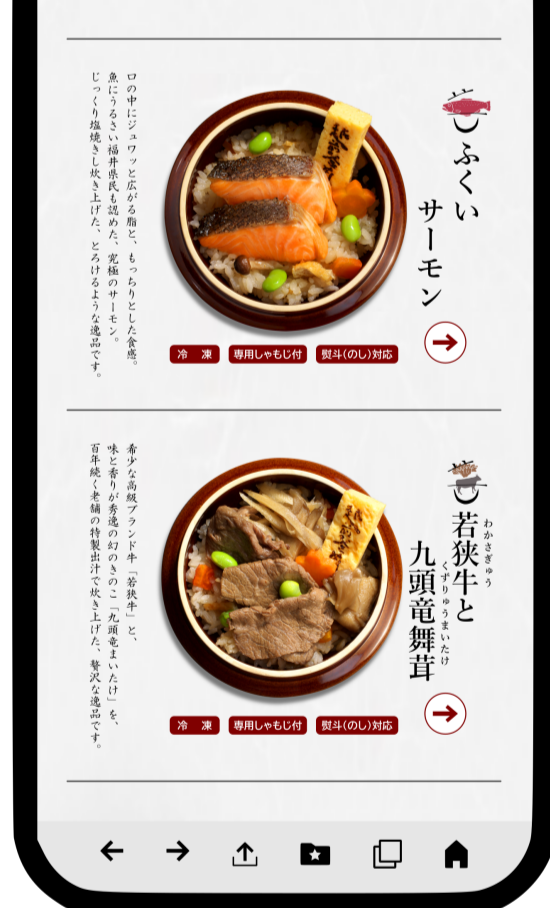 ふくい
サーモン
口の中にジュワッと広がる脂と、もっちりとした食感。
魚にうるさい福井県民も認めた、究極のサーモン。
じっくり塩焼きし炊き上げた、とろけるような逸品です。
冷 凍
専用しゃもじ付
熨斗(のし)対応
若狭牛と
わかさぎゅう
九頭竜舞茸
くずりゅうまいたけ
希少な高級ブランド牛「若狭牛」と、
味と香りが秀逸の幻のきのこ「九頭竜まいたけ」を、
百年続く老舗の特製出汁で炊き上げた、贅沢な逸品です。
冷 凍
専用しゃもじ付
熨斗(のし)対応